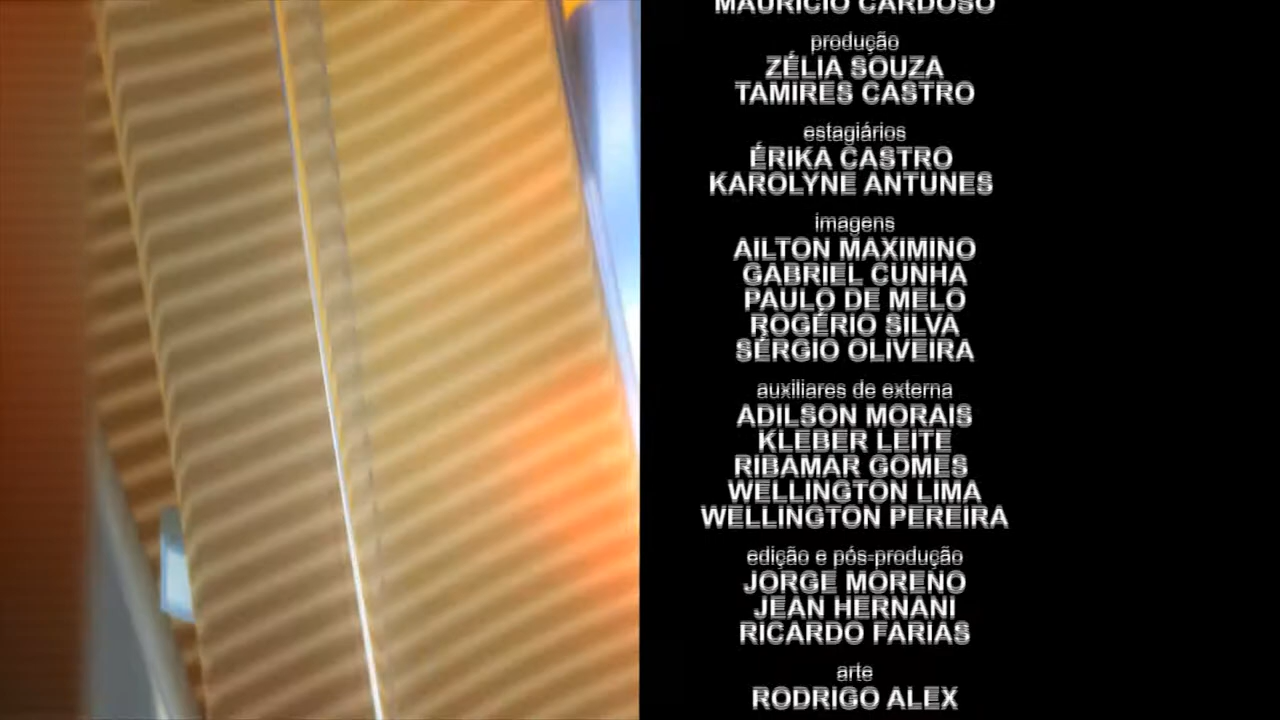 MAURÍCIO CARDOSO
produção
ZÉLIA SOUZA
TAMIRES CASTRO
estagiários
ÉRIKA CASTRO
KAROLYNE ANTUNES
imagens
AILTON MAXIMINO
GABRIEL CUNHA
PAULO DE MELO
ROGÉRIO SILVA
SÉRGIO OLIVEIRA
auxiliares de externa
ADILSON MORAIS
KLEBER LEITE
RIBAMAR GOMES
WELLINGTON LIMA
WELLINGTON PEREIRA
edição e pós-produção
JORGE MORENO
JEAN HERNANI
RICARDO FARIAS
arte
RODRIGO ALEX